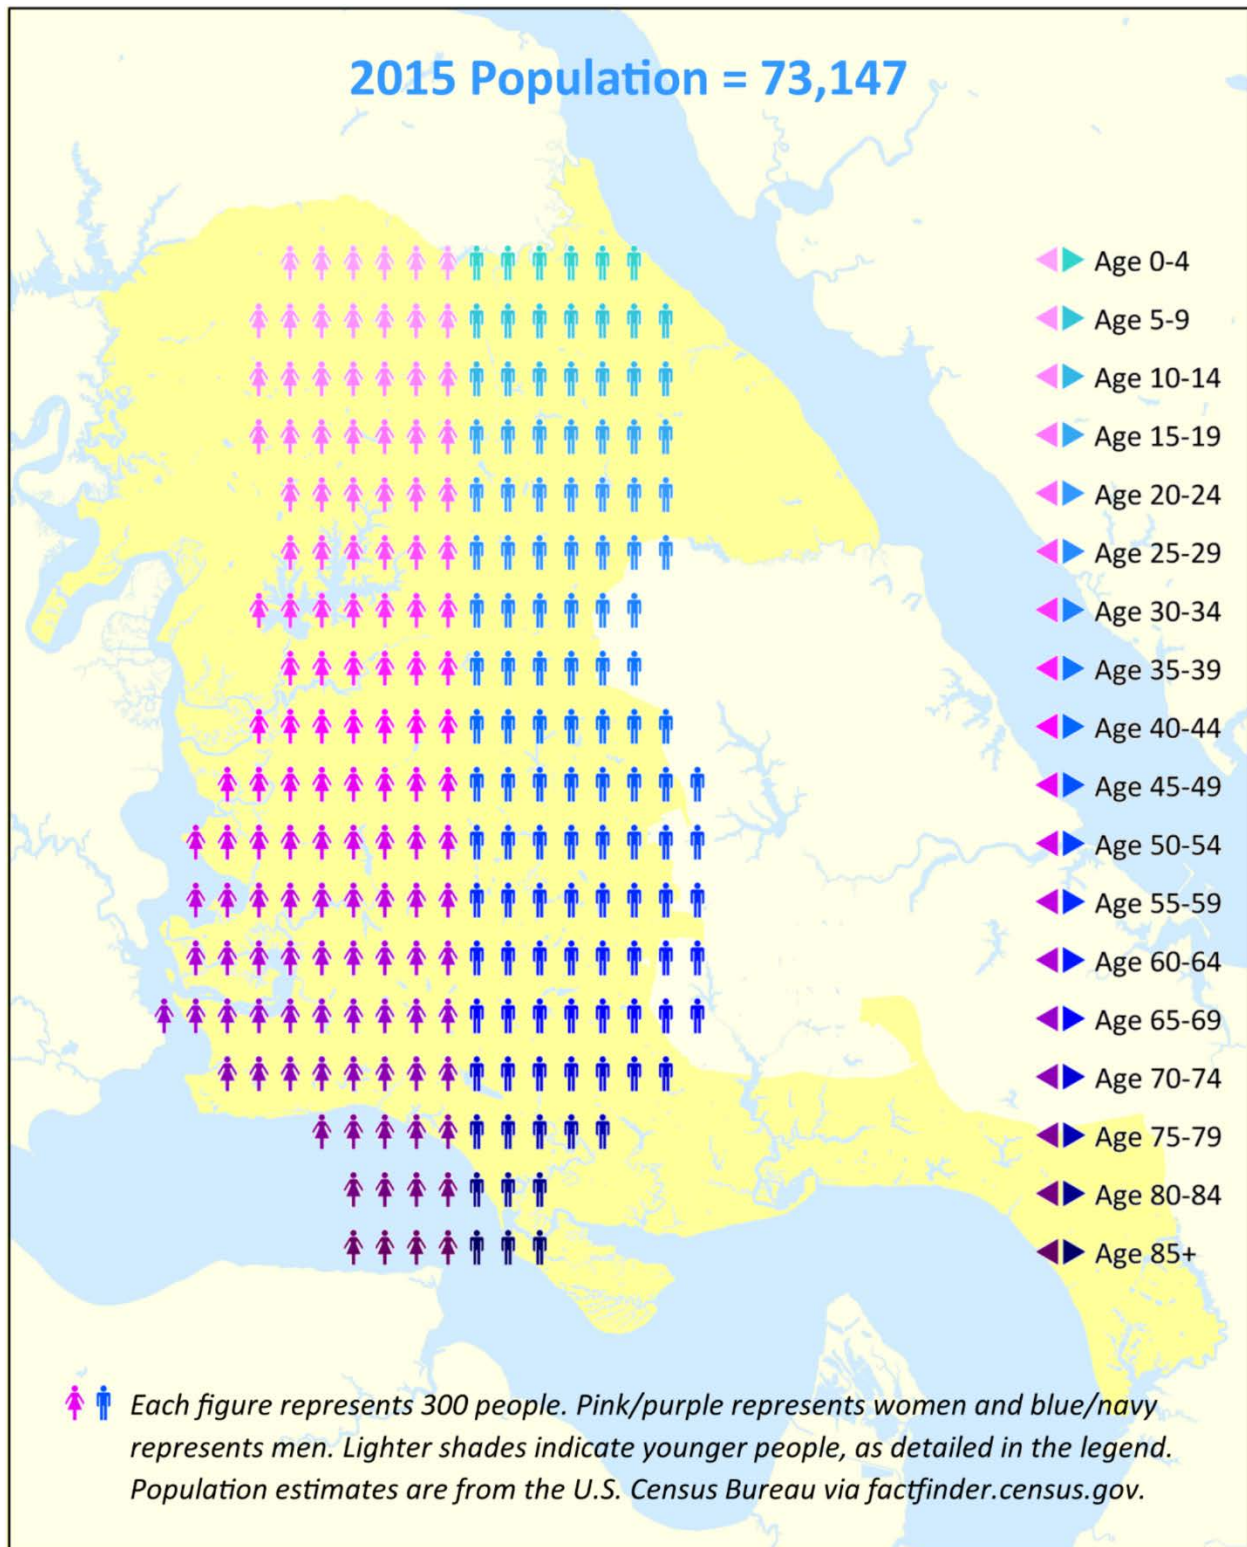 2015 Population = 73,147
Age 0-4
Age 5-9
Age 10-14
Age 15-19
Age 20-24
Age 25-29
Age 30-34
Age 35-39
Age 40-44
Age 45-49
Age 50-54
Age 55-59
Age 60-64
Age 65-69
Age 70-74
Age 75-79
Age 80-84
Age 85+
Each figure represents 300 people. Pink/purple represents women and blue/navy
represents men. Lighter shades indicate younger people, as detailed in the legend.
Population estimates are from the U.S. Census Bureau via factfinder.census.gov.